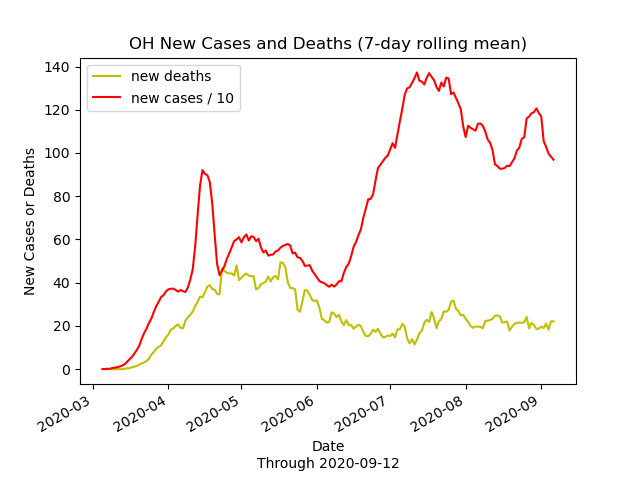 OH New Cases and Deaths (7-day rolling mean)
new deaths
new cases / 10
New Cases or Deaths
140
120
100
80
60
40
20
0
2020-03
2020-04
2020-05
2020-06
2020-07
2020-08
2020-09
Date
Through 2020-09-12